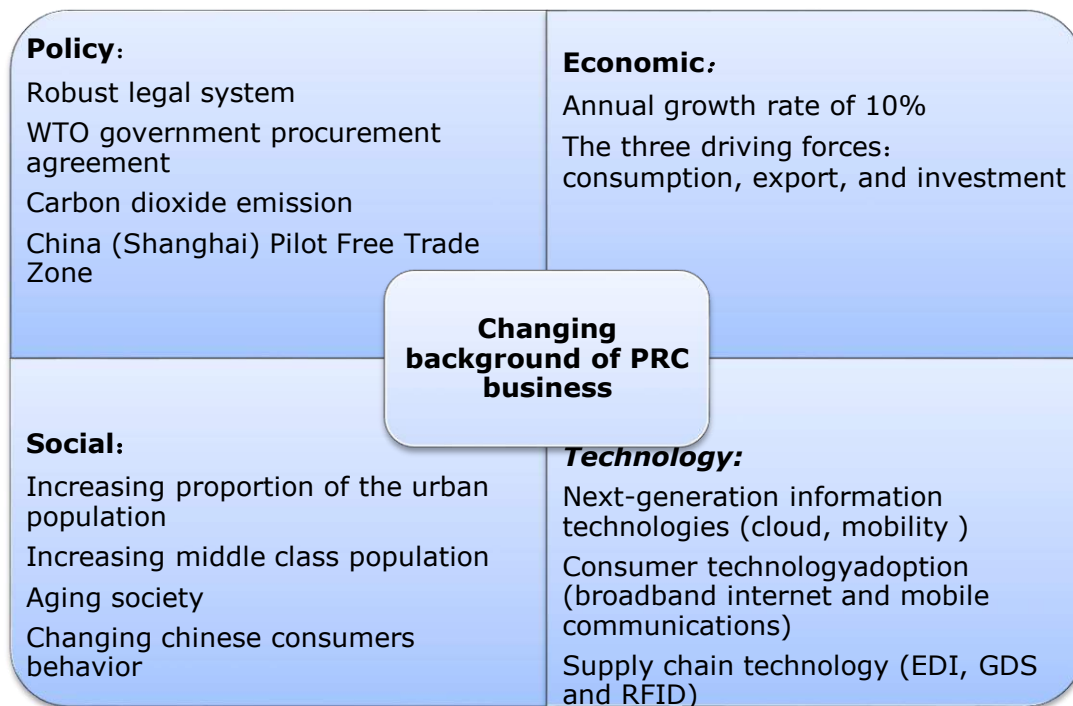 Policy：
Robust legal system
WTO government procurement
agreement
Carbon dioxide emission
China (Shanghai) Pilot Free Trade
Zone
Economic：
Annual growth rate of 10%
The three driving forces：
consumption, export, and investment
Changing
background of PRC
business
Social：
Increasing proportion of the urban
population
Increasing middle class population
Aging society
Changing chinese consumers
behavior
Technology:
Next-generation information
technologies (cloud, mobility )
Consumer technologyadoption
(broadband internet and mobile
communications)
Supply chain technology (EDI, GDS
and RFID)